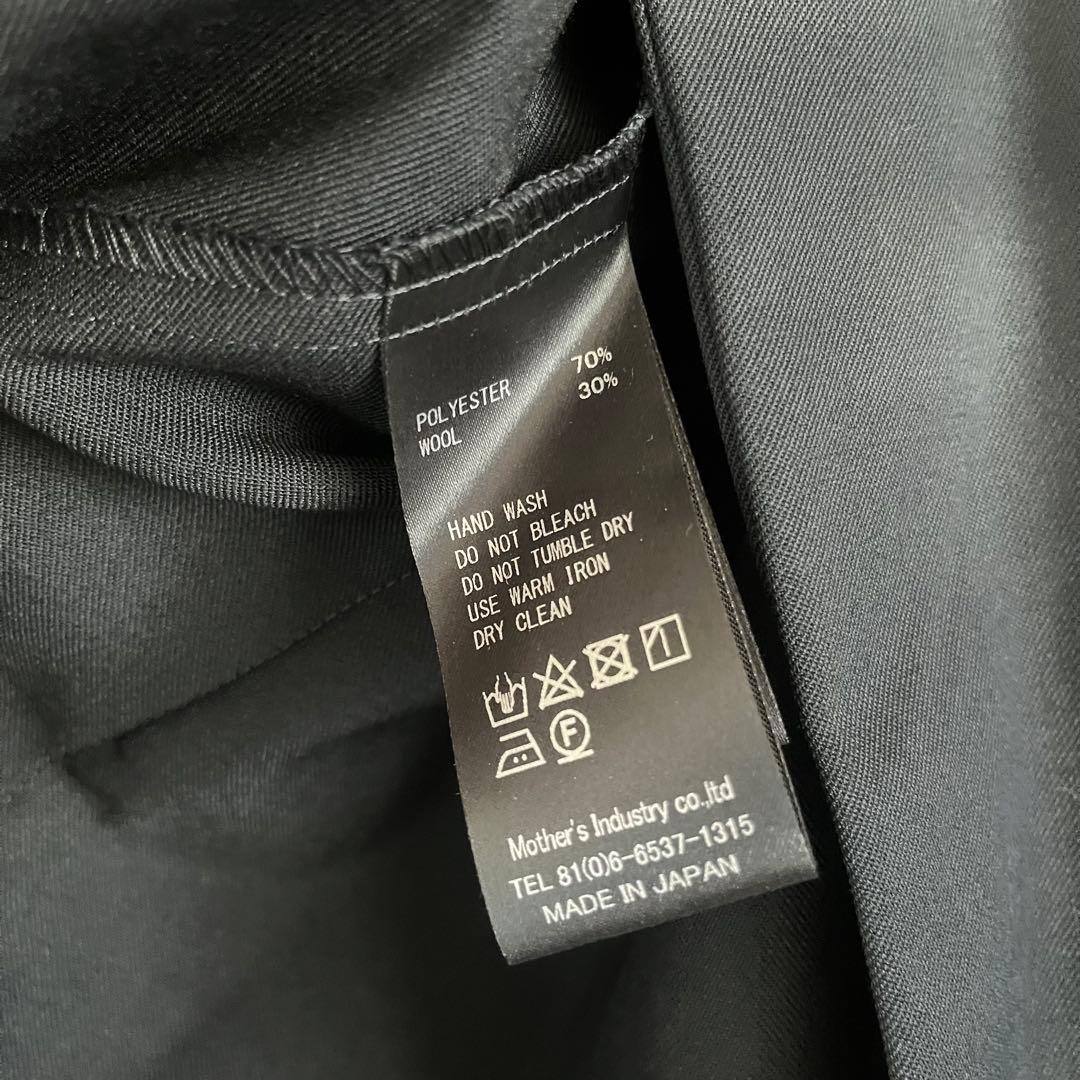 POLYESTER 70%
WOOL 30%
HAND WASH
DO NOT BLEACH
DO NOT TUMBLE DRY
USE WARM IRON
DRY CLEAN
F
Mother's Industry co.,ltd
TEL 81(0)6-6537-1315
MADE IN JAPAN